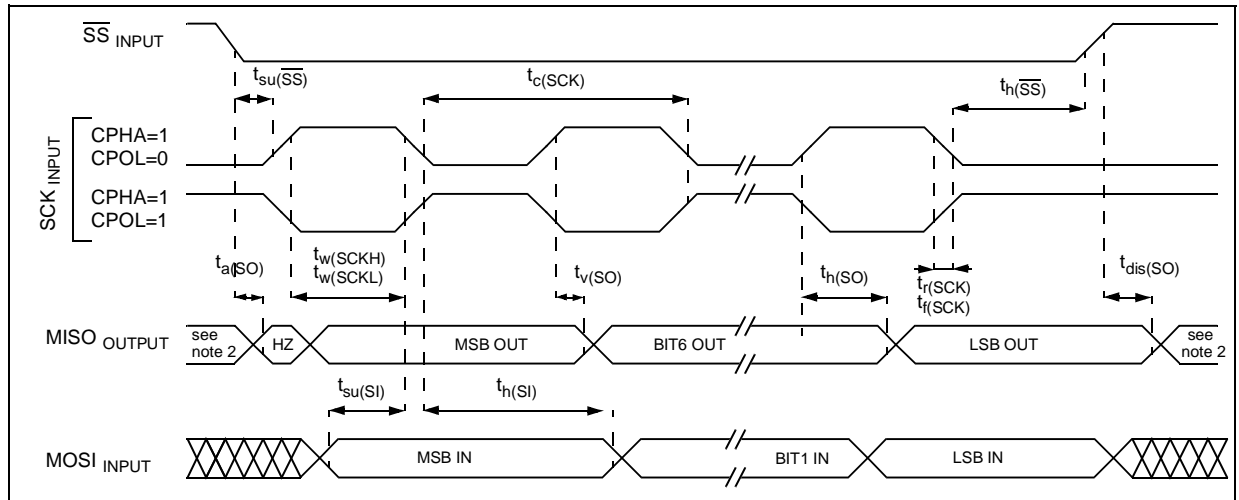 SS INPUT
tsu(SS)
tc(SCK)
th(SS)
SCK INPUT
CPHA=1
CPOL=0
CPHA=1
CPOL=1
ta(SO)
tw(SCKH)
tw(SCKL)
tv(SO)
th(SO)
tr(SCK)
tf(SCK)
tdis(SO)
MISO OUTPUT
see
note 2
HZ
MSB OUT
BIT6 OUT
LSB OUT
see
note 2
tsu(SI)
th(SI)
MOSI INPUT
MSB IN
BIT1 IN
LSB IN